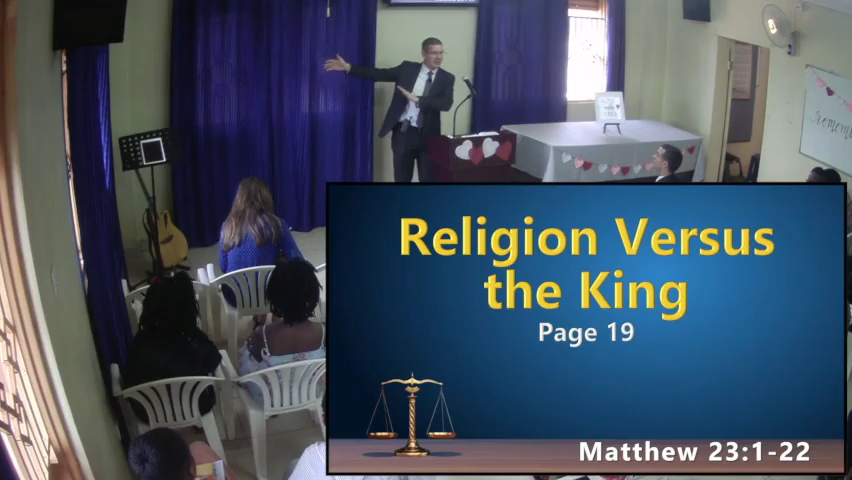 Religion Versus
the King
Page 19
Matthew 23:1-22